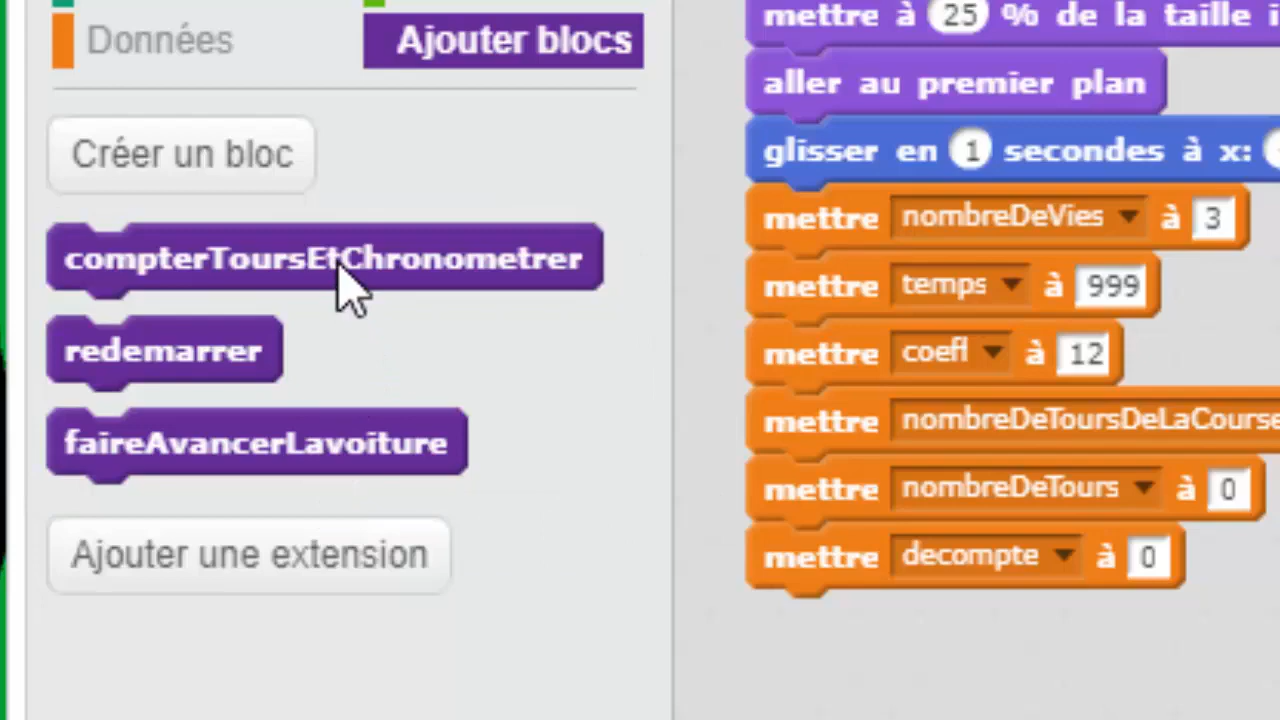 Données
Ajouter blocs
Créer un bloc
compterToursEtChronometrer
redemarrer
faireAvancerLavoiture
Ajouter une extension
mettre à 25 % de la taille i
aller au premier plan
glisser en 1 secondes à x:
mettre nombreDeVies à 3
mettre temps à 999
mettre coefl à 12
mettre nombreDeToursDeLaCourse
mettre nombreDeTours à 0
mettre decompte à 0